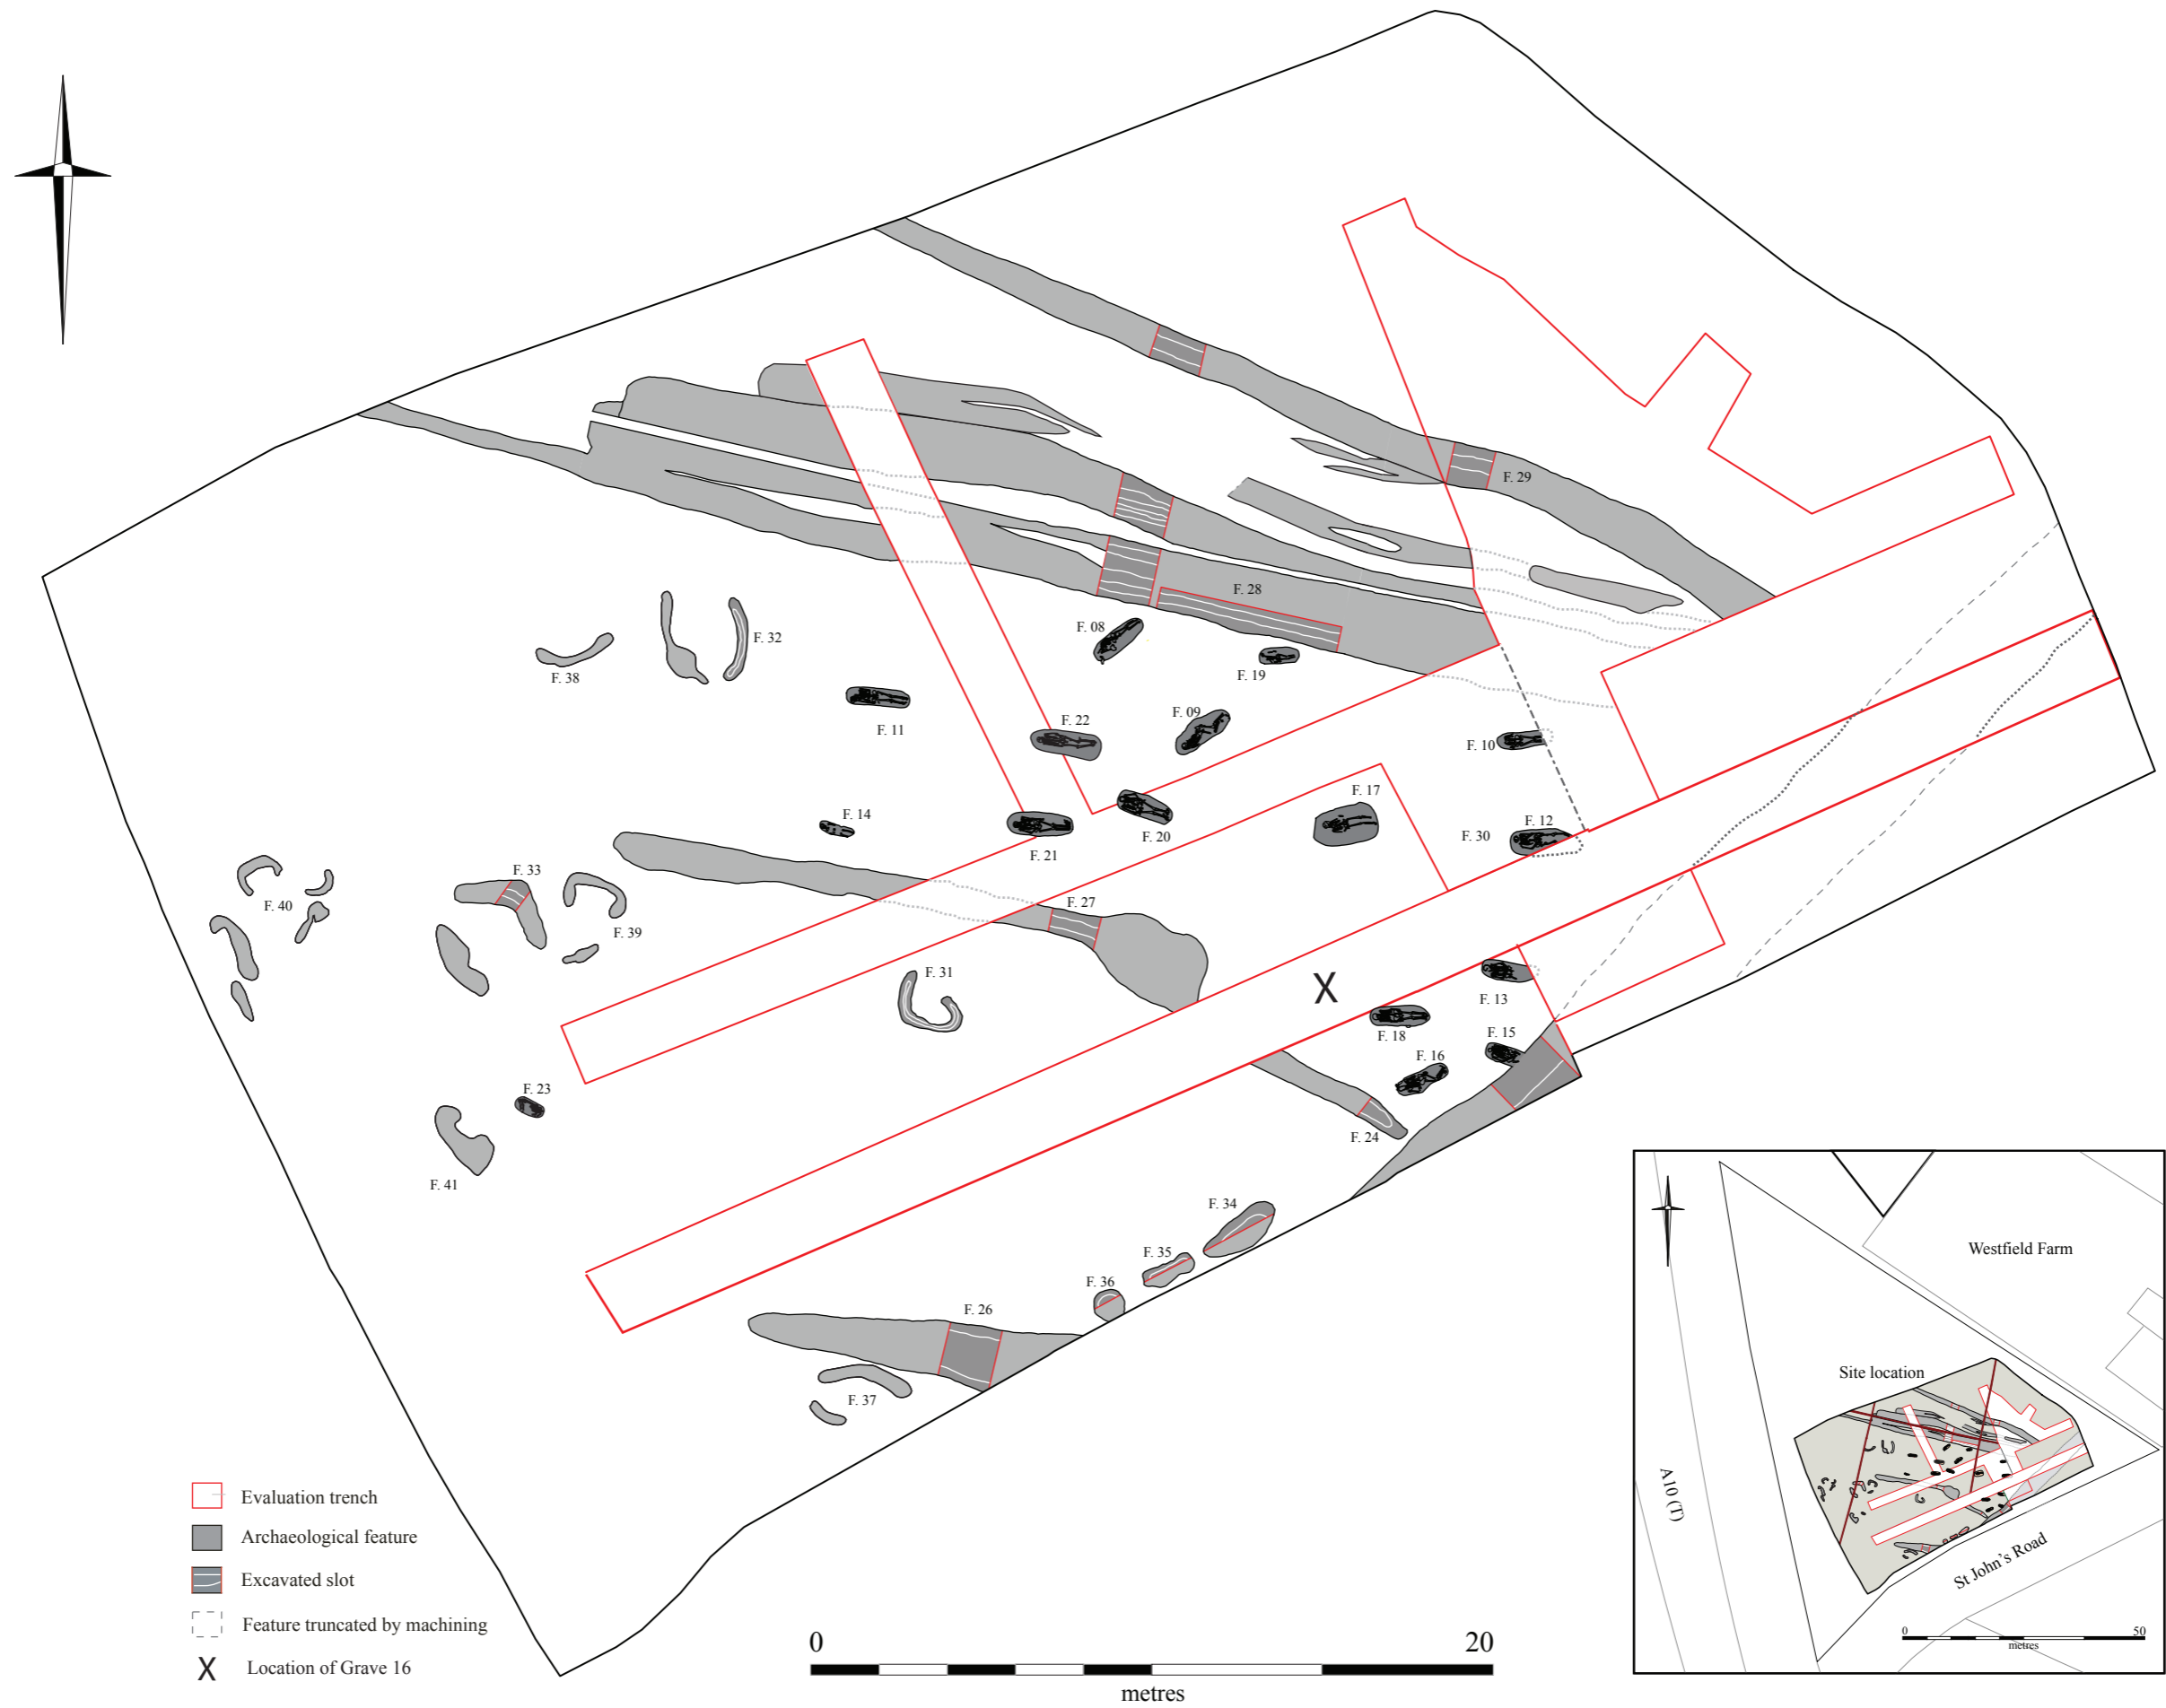 F. 29
F. 28
F. 08
F. 32
F. 19
F. 38
F. 09
F. 22
F. 11
F. 10
F. 17
F. 14
F. 12
F. 30
F. 20
F. 21
F. 33
F. 27
F. 40
F. 39
F. 31
F. 13
F. 15
F. 18
F. 16
F. 23
F. 24
F. 41
F. 34
F. 35
F. 36
F. 26
F. 37
X
Evaluation trench
Archaeological feature
Excavated slot
Feature truncated by machining
X Location of Grave 16
0 20
metres
Westfield Farm
Site location
A10 (T)
St John's Road
0 50
metres